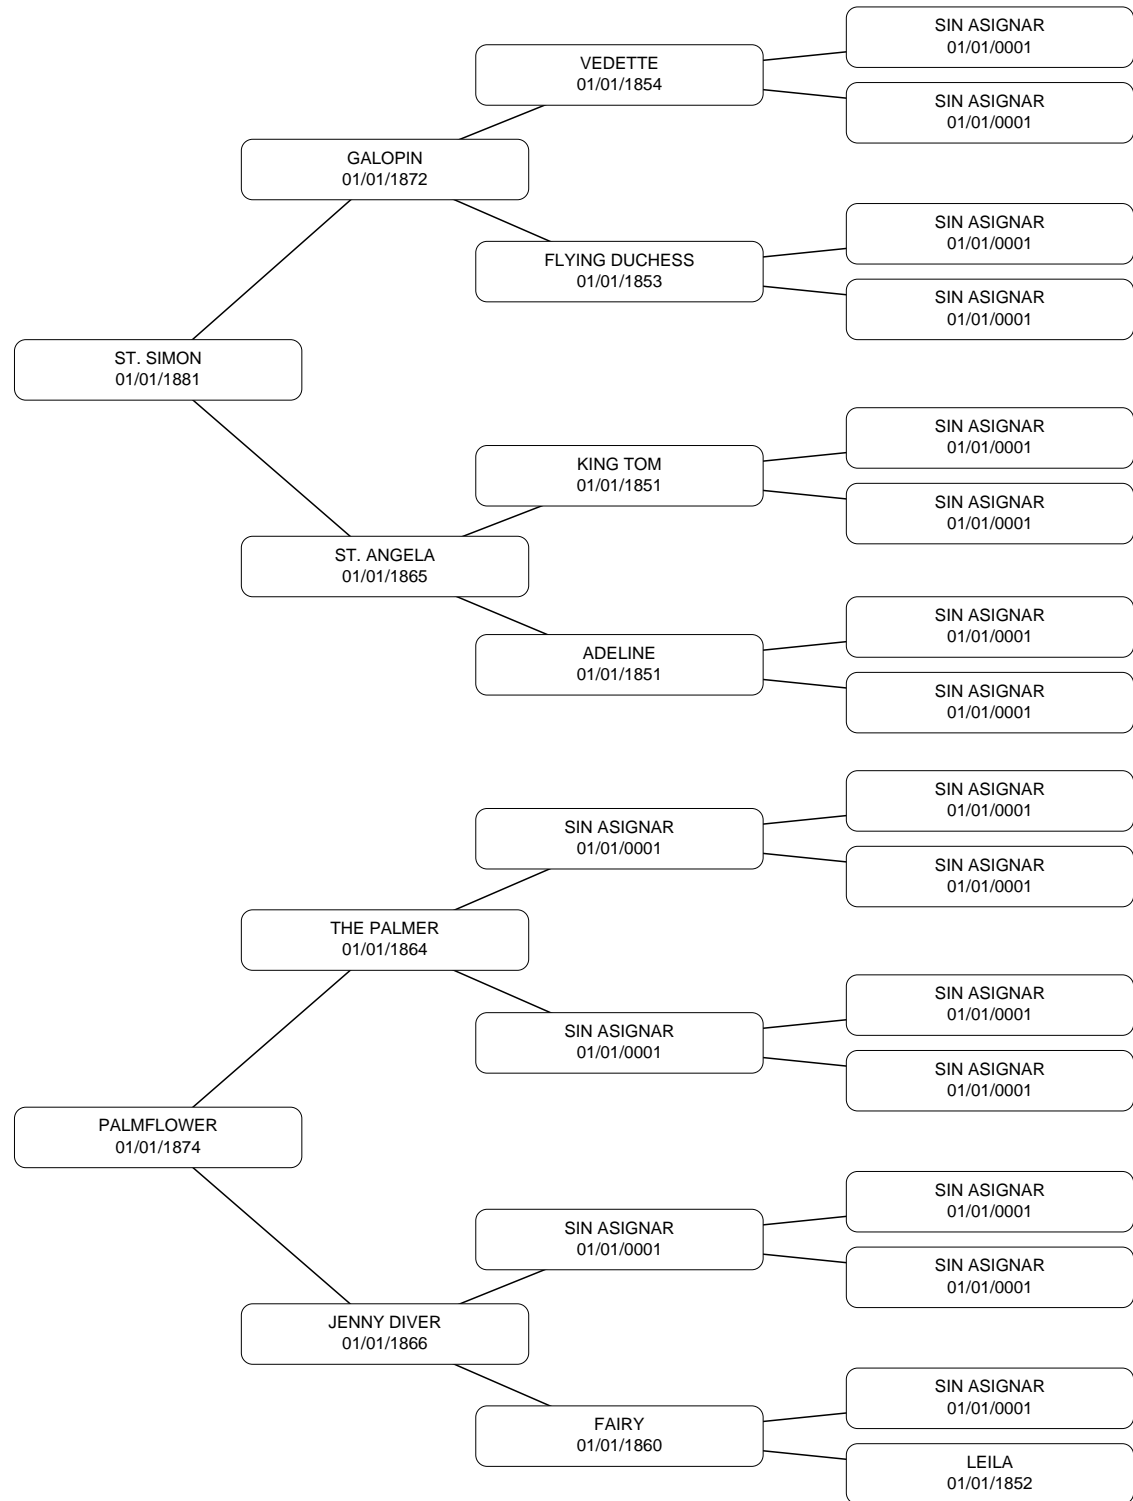 SIN ASIGNAR
01/01/0001
VEDETTE
01/01/1854
SIN ASIGNAR
01/01/0001
GALOPIN
01/01/1872
SIN ASIGNAR
01/01/0001
FLYING DUCHESS
01/01/1853
SIN ASIGNAR
01/01/0001
ST. SIMON
01/01/1881
SIN ASIGNAR
01/01/0001
KING TOM
01/01/1851
SIN ASIGNAR
01/01/0001
ST. ANGELA
01/01/1865
SIN ASIGNAR
01/01/0001
ADELINE
01/01/1851
SIN ASIGNAR
01/01/0001
SIN ASIGNAR
01/01/0001
SIN ASIGNAR
01/01/0001
SIN ASIGNAR
01/01/0001
THE PALMER
01/01/1864
SIN ASIGNAR
01/01/0001
SIN ASIGNAR
01/01/0001
SIN ASIGNAR
01/01/0001
PALMFLOWER
01/01/1874
SIN ASIGNAR
01/01/0001
SIN ASIGNAR
01/01/0001
SIN ASIGNAR
01/01/0001
JENNY DIVER
01/01/1866
SIN ASIGNAR
01/01/0001
FAIRY
01/01/1860
LEILA
01/01/1852